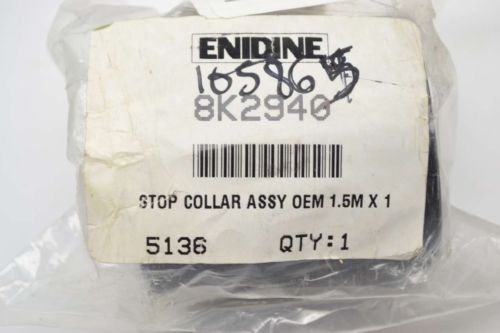 ENIDINE
10586
8K2940
STOP COLLAR ASSY OEM 1.5M X 1
5136 QTY:1